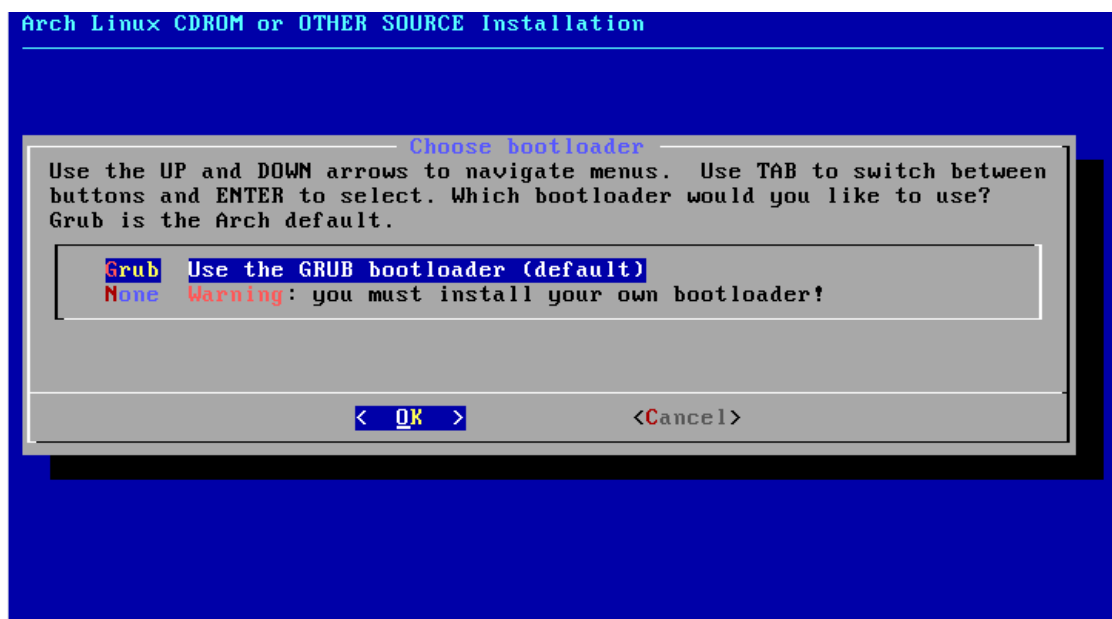 Arch Linux CDROM or OTHER SOURCE Installation
Choose bootloader
Use the UP and DOWN arrows to navigate menus.  Use TAB to switch between
buttons and ENTER to select. Which bootloader would you like to use?
Grub is the Arch default.
Grub  Use the GRUB bootloader (default)
None  Warning: you must install your own bootloader!
<  OK  >  <Cancel>